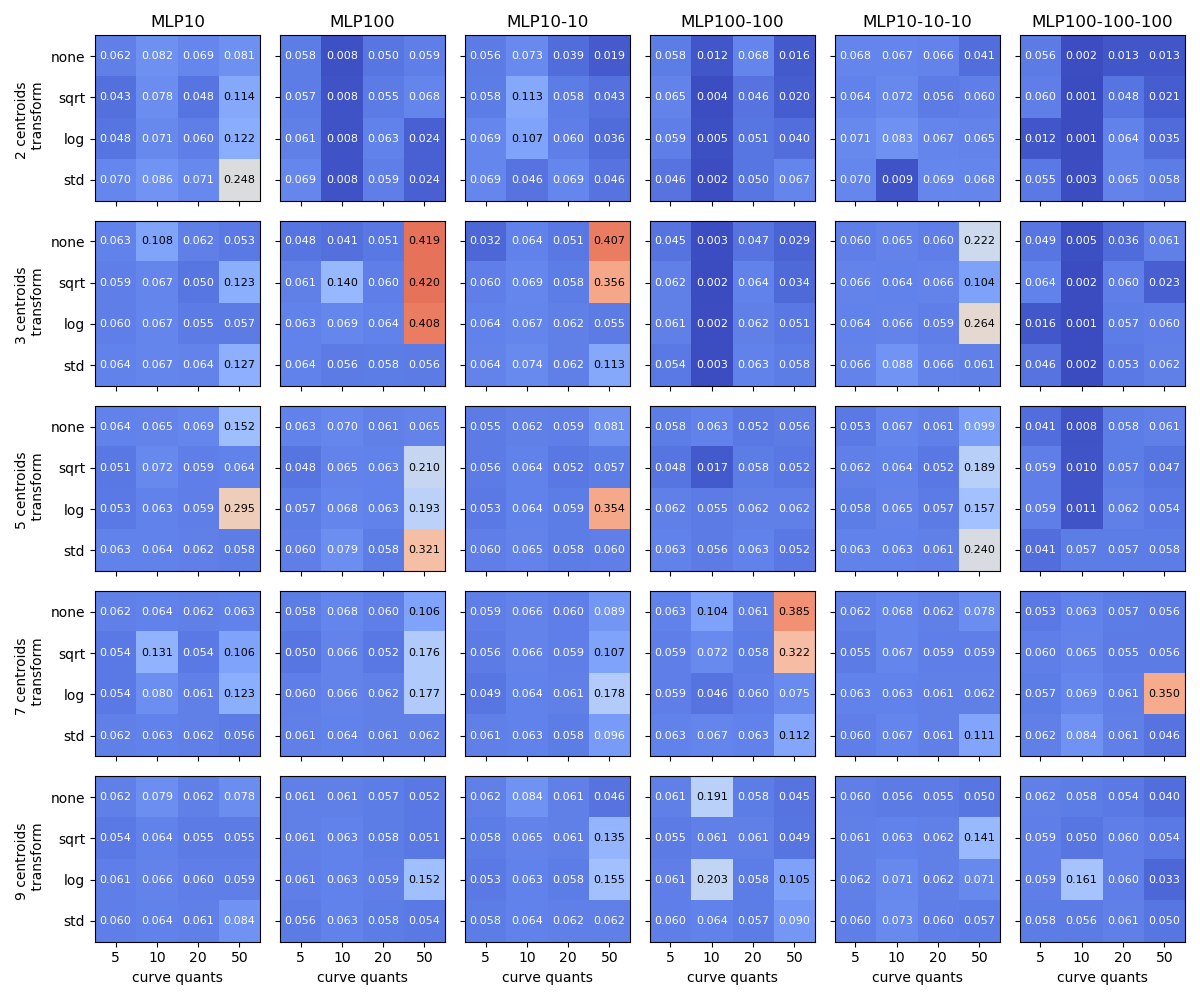 MLP10 MLP100 MLP10-10 MLP100-100 MLP10-10-10 MLP100-100-100
2 centroids
transform
none 0.062 0.082 0.069 0.081 0.058 0.008 0.050 0.059 0.056 0.073 0.039 0.019 0.058 0.012 0.068 0.016 0.068 0.067 0.066 0.041 0.056 0.002 0.013 0.013
sqrt 0.043 0.078 0.048 0.114 0.057 0.008 0.055 0.068 0.058 0.113 0.058 0.043 0.065 0.004 0.046 0.020 0.064 0.072 0.056 0.060 0.060 0.001 0.048 0.021
log 0.048 0.071 0.060 0.122 0.061 0.008 0.063 0.024 0.069 0.107 0.060 0.036 0.059 0.005 0.051 0.040 0.071 0.083 0.067 0.065 0.012 0.001 0.064 0.035
std 0.070 0.086 0.071 0.248 0.069 0.008 0.059 0.024 0.069 0.046 0.069 0.046 0.046 0.002 0.050 0.067 0.070 0.009 0.069 0.068 0.055 0.003 0.065 0.058
3 centroids
transform
none 0.063 0.108 0.062 0.053 0.048 0.041 0.051 0.419 0.032 0.064 0.051 0.407 0.045 0.003 0.047 0.029 0.060 0.065 0.060 0.222 0.049 0.005 0.036 0.061
sqrt 0.059 0.067 0.050 0.123 0.061 0.140 0.060 0.420 0.060 0.069 0.058 0.356 0.062 0.002 0.064 0.034 0.066 0.064 0.066 0.104 0.064 0.002 0.060 0.023
log 0.060 0.067 0.055 0.057 0.063 0.069 0.064 0.408 0.064 0.067 0.062 0.055 0.061 0.002 0.062 0.051 0.064 0.066 0.059 0.264 0.016 0.001 0.057 0.060
std 0.064 0.067 0.064 0.127 0.064 0.056 0.058 0.056 0.064 0.074 0.062 0.113 0.054 0.003 0.063 0.058 0.066 0.088 0.066 0.061 0.046 0.002 0.053 0.062
5 centroids
transform
none 0.064 0.065 0.069 0.152 0.063 0.070 0.061 0.065 0.055 0.062 0.059 0.081 0.058 0.063 0.052 0.056 0.053 0.067 0.061 0.099 0.041 0.008 0.058 0.061
sqrt 0.051 0.072 0.059 0.064 0.048 0.065 0.063 0.210 0.056 0.064 0.052 0.057 0.048 0.017 0.058 0.052 0.062 0.064 0.052 0.189 0.059 0.010 0.057 0.047
log 0.053 0.063 0.059 0.295 0.057 0.068 0.063 0.193 0.053 0.064 0.059 0.354 0.062 0.055 0.062 0.062 0.058 0.065 0.057 0.157 0.059 0.011 0.062 0.054
std 0.063 0.064 0.062 0.058 0.060 0.079 0.058 0.321 0.060 0.065 0.058 0.060 0.063 0.056 0.063 0.052 0.063 0.063 0.061 0.240 0.041 0.057 0.057 0.058
7 centroids
transform
none 0.062 0.064 0.062 0.063 0.058 0.068 0.060 0.106 0.059 0.066 0.060 0.089 0.063 0.104 0.061 0.385 0.062 0.068 0.062 0.078 0.053 0.063 0.057 0.056
sqrt 0.054 0.131 0.054 0.106 0.050 0.066 0.052 0.176 0.056 0.066 0.059 0.107 0.059 0.072 0.058 0.322 0.055 0.067 0.059 0.059 0.060 0.065 0.055 0.056
log 0.054 0.080 0.061 0.123 0.060 0.066 0.062 0.177 0.049 0.064 0.061 0.178 0.059 0.046 0.060 0.075 0.063 0.063 0.061 0.062 0.057 0.069 0.061 0.350
std 0.062 0.063 0.062 0.056 0.061 0.064 0.061 0.062 0.061 0.063 0.058 0.096 0.063 0.067 0.063 0.112 0.060 0.067 0.061 0.111 0.062 0.084 0.061 0.046
9 centroids
transform
none 0.062 0.079 0.062 0.078 0.061 0.061 0.057 0.052 0.062 0.084 0.061 0.046 0.061 0.191 0.058 0.045 0.060 0.056 0.055 0.050 0.062 0.058 0.054 0.040
sqrt 0.054 0.064 0.055 0.055 0.061 0.063 0.058 0.051 0.058 0.065 0.061 0.135 0.055 0.061 0.061 0.049 0.061 0.063 0.062 0.141 0.059 0.050 0.060 0.054
log 0.061 0.066 0.060 0.059 0.061 0.063 0.059 0.152 0.053 0.063 0.058 0.155 0.061 0.203 0.058 0.105 0.062 0.071 0.062 0.071 0.059 0.161 0.060 0.033
std 0.060 0.064 0.061 0.084 0.056 0.063 0.058 0.054 0.058 0.064 0.062 0.062 0.060 0.064 0.057 0.090 0.060 0.073 0.060 0.057 0.058 0.056 0.061 0.050
5 10 20 50 5 10 20 50 5 10 20 50 5 10 20 50 5 10 20 50 5 10 20 50
curve quants curve quants curve quants curve quants curve quants curve quants